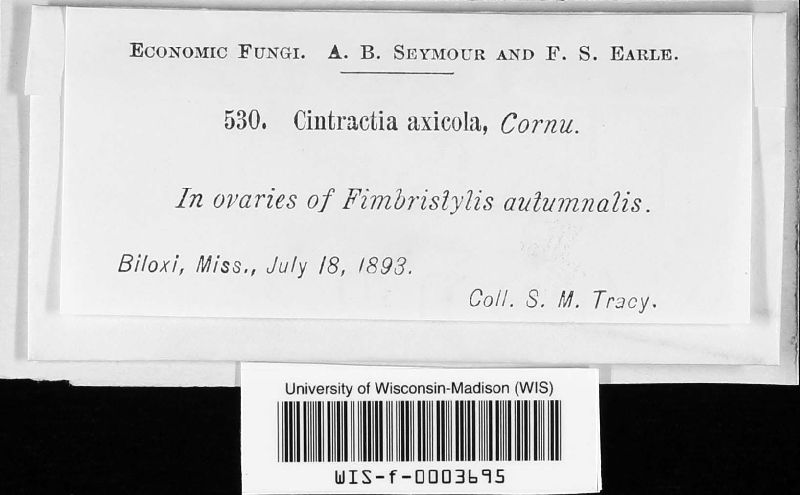 Economic Fungi. A. B. Seymour and F. S. Earle.
530. Cintractia axicola, Cornu.
In ovaries of Fimbristylis autumnalis.
Biloxi, Miss., July 18, 1893.
Coll. S. M. Tracy.
University of Wisconsin-Madison (WIS)
WIS-f-0003695